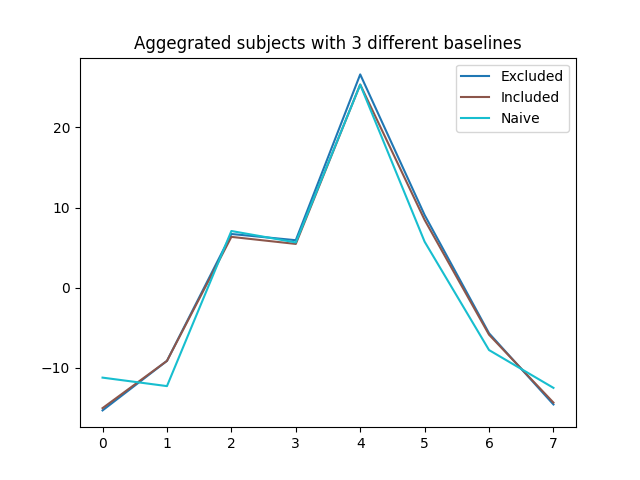 Aggegrated subjects with 3 different baselines
Excluded
Included
Naive
20
10
0
−10
0 1 2 3 4 5 6 7